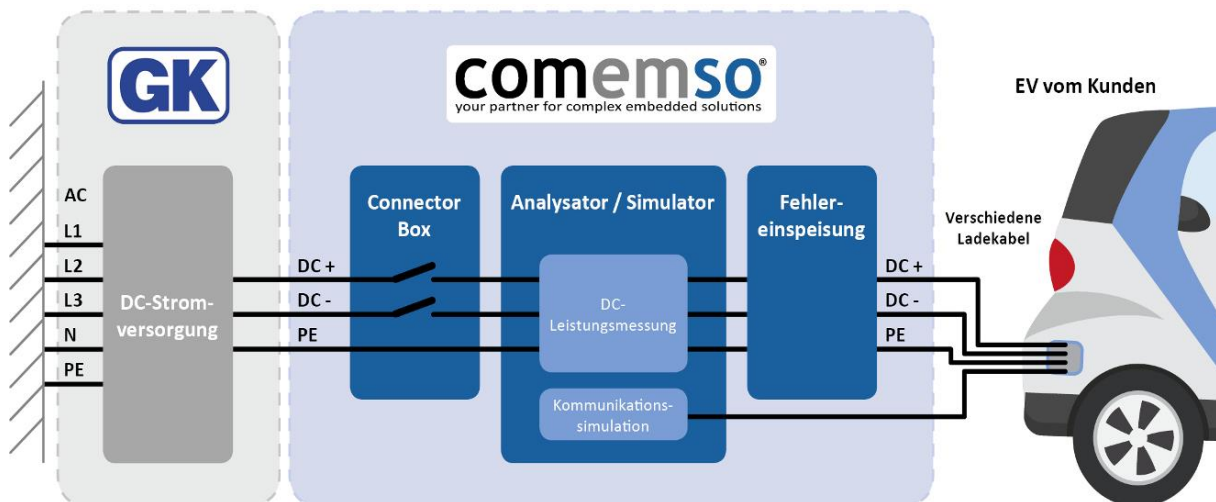 GK
comemso®
your partner for complex embedded solutions
EV vom Kunden
AC
L1
L2
L3
N
PE
DC-Strom-
versorgung
DC +
DC -
PE
Connector
Box
Analysator / Simulator
DC-
Leistungsmessung
Kommunikations-
simulation
Fehler-
einspeisung
DC +
DC -
PE
Verschiedene
Ladekabel